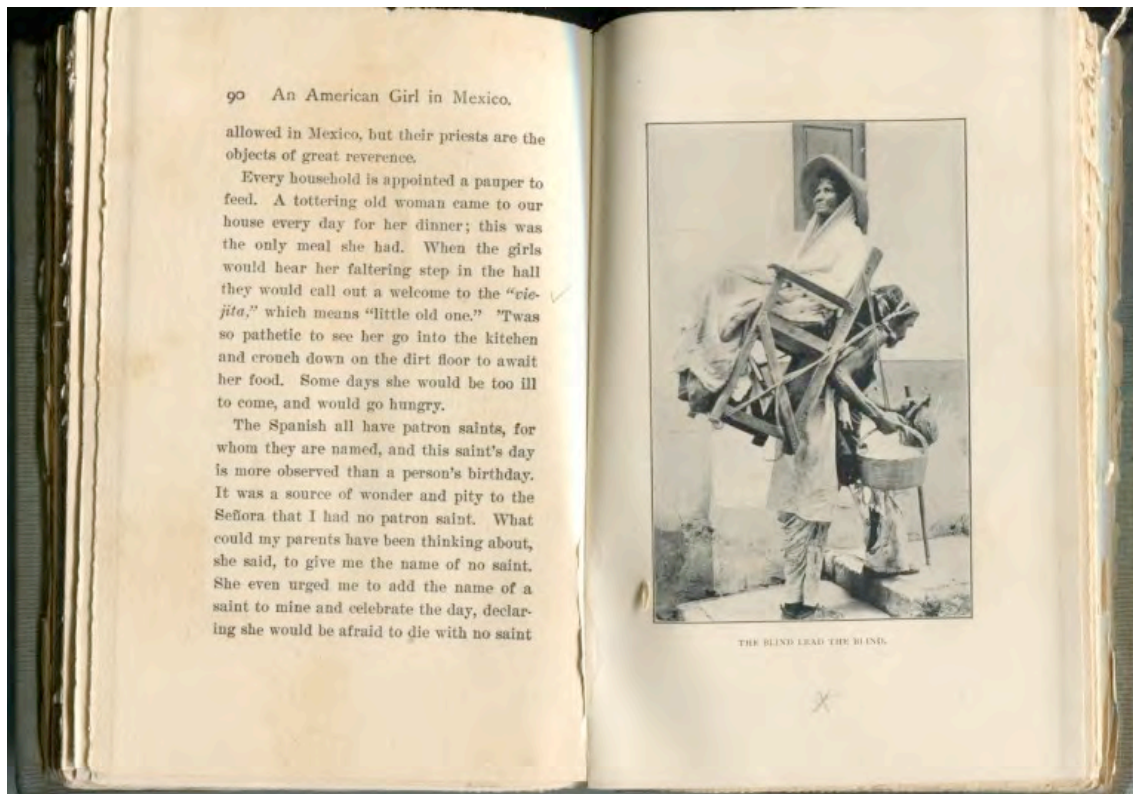 90 An American Girl in Mexico.
allowed in Mexico, but their priests are the
objects of great reverence.
Every household is appointed a pauper to
feed. A tottering old woman came to our
house every day for her dinner; this was
the only meal she had. When the girls
would hear her faltering step in the hall
they would call out a welcome to the "vie-
jita," which means "little old one." 'Twas
so pathetic to see her go into the kitchen
and crouch down on the dirt floor to await
her food. Some days she would be too ill
to come, and would go hungry.
The Spanish all have patron saints, for
whom they are named, and this saint's day
is more observed than a person's birthday.
It was a source of wonder and pity to the
Señora that I had no patron saint. What
could my parents have been thinking about,
she said, to give me the name of no saint.
She even urged me to add the name of a
saint to mine and celebrate the day, declar-
ing she would be afraid to die with no saint
THE BLIND LEAD THE BLIND.